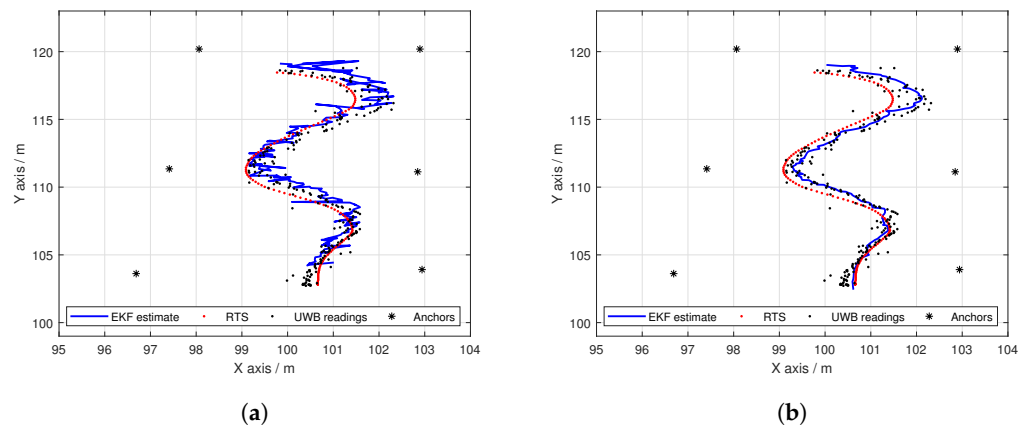 120
115
110
105
100
Y axis / m
EKF estimate RTS UWB readings Anchors
95 96 97 98 99 100 101 102 103 104
X axis / m
(a)
120
115
110
105
100
Y axis / m
EKF estimate RTS UWB readings Anchors
95 96 97 98 99 100 101 102 103 104
X axis / m
(b)